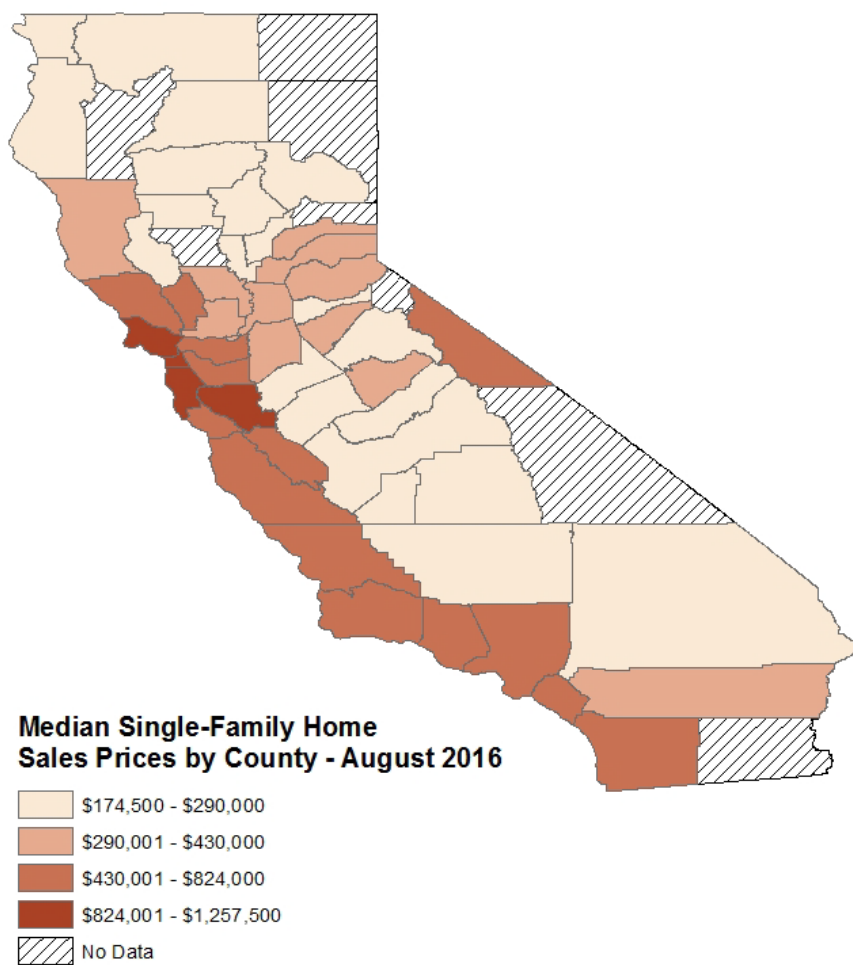 Median Single-Family Home
Sales Prices by County - August 2016
$174,500 - $290,000
$290,001 - $430,000
$430,001 - $824,000
$824,001 - $1,257,500
No Data